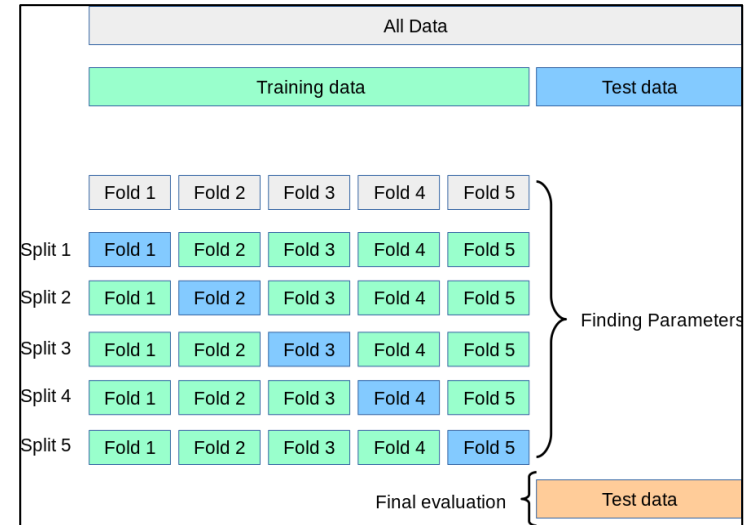 All Data
Training data Test data
Fold 1 Fold 2 Fold 3 Fold 4 Fold 5
Split 1 Fold 1 Fold 2 Fold 3 Fold 4 Fold 5
Split 2 Fold 1 Fold 2 Fold 3 Fold 4 Fold 5
Finding Parameters
Split 3 Fold 1 Fold 2 Fold 3 Fold 4 Fold 5
Split 4 Fold 1 Fold 2 Fold 3 Fold 4 Fold 5
Split 5 Fold 1 Fold 2 Fold 3 Fold 4 Fold 5
Final evaluation Test data